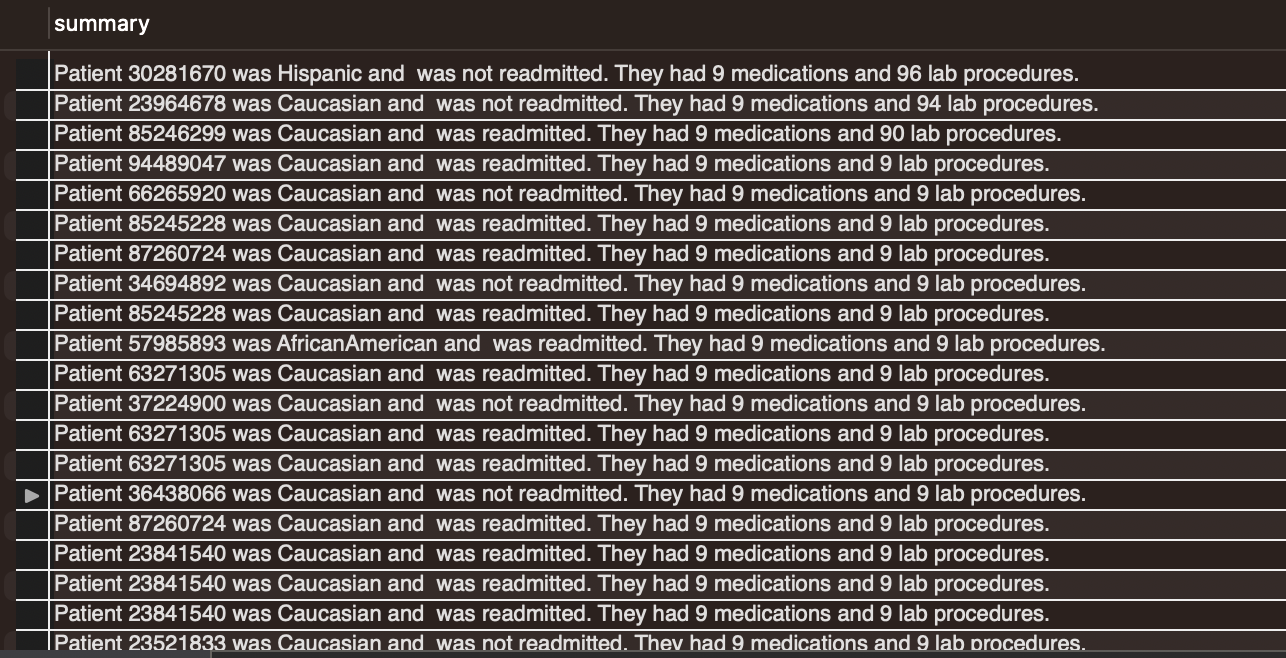 summary
Patient 30281670 was Hispanic and  was not readmitted. They had 9 medications and 96 lab procedures.
Patient 23964678 was Caucasian and  was not readmitted. They had 9 medications and 94 lab procedures.
Patient 85246299 was Caucasian and  was readmitted. They had 9 medications and 90 lab procedures.
Patient 94489047 was Caucasian and  was readmitted. They had 9 medications and 9 lab procedures.
Patient 66265920 was Caucasian and  was not readmitted. They had 9 medications and 9 lab procedures.
Patient 85245228 was Caucasian and  was readmitted. They had 9 medications and 9 lab procedures.
Patient 87260724 was Caucasian and  was readmitted. They had 9 medications and 9 lab procedures.
Patient 34694892 was Caucasian and  was not readmitted. They had 9 medications and 9 lab procedures.
Patient 85245228 was Caucasian and  was readmitted. They had 9 medications and 9 lab procedures.
Patient 57985893 was AfricanAmerican and  was readmitted. They had 9 medications and 9 lab procedures.
Patient 63271305 was Caucasian and  was readmitted. They had 9 medications and 9 lab procedures.
Patient 37224900 was Caucasian and  was not readmitted. They had 9 medications and 9 lab procedures.
Patient 63271305 was Caucasian and  was readmitted. They had 9 medications and 9 lab procedures.
Patient 63271305 was Caucasian and  was readmitted. They had 9 medications and 9 lab procedures.
Patient 36438066 was Caucasian and  was not readmitted. They had 9 medications and 9 lab procedures.
Patient 87260724 was Caucasian and  was readmitted. They had 9 medications and 9 lab procedures.
Patient 23841540 was Caucasian and  was readmitted. They had 9 medications and 9 lab procedures.
Patient 23841540 was Caucasian and  was readmitted. They had 9 medications and 9 lab procedures.
Patient 23841540 was Caucasian and  was readmitted. They had 9 medications and 9 lab procedures.
Patient 23521833 was Caucasian and  was not readmitted. They had 9 medications and 9 lab procedures.